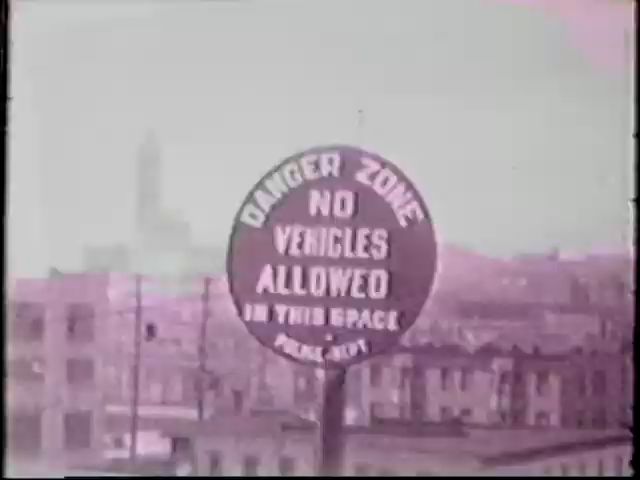 DANGER ZONE
NO
VEHICLES
ALLOWED
IN THIS SPACE
POLICE DEPT